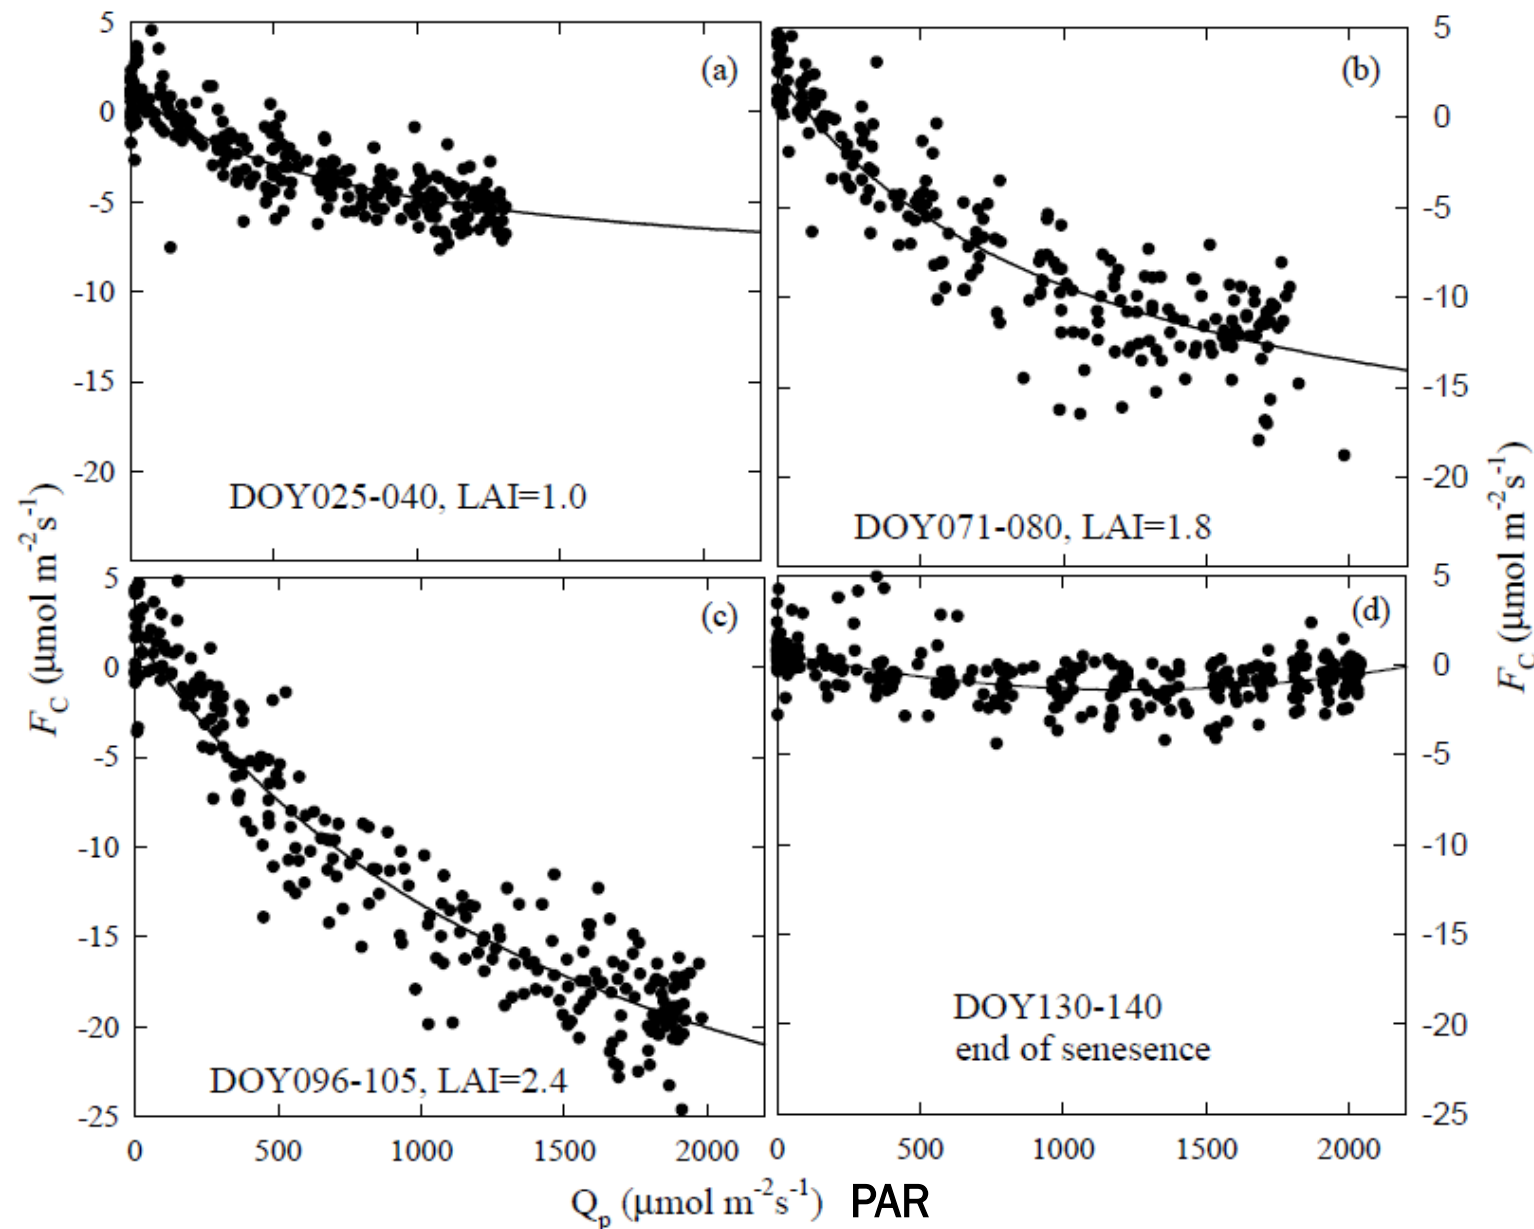 5
0
-5
-10
-15
-20
(a)
DOY025-040, LAI=1.0
(b)
DOY071-080, LAI=1.8
5
0
-5
-10
-15
-20
F_C (μmol m⁻²s⁻¹)
F_C (μmol m⁻²s⁻¹)
5
0
-5
-10
-15
-20
-25
(c)
DOY096-105, LAI=2.4
(d)
DOY130-140
end of senesence
5
0
-5
-10
-15
-20
-25
0 500 1000 1500 2000
0 500 1000 1500 2000
Q_p (μmol m⁻²s⁻¹) PAR